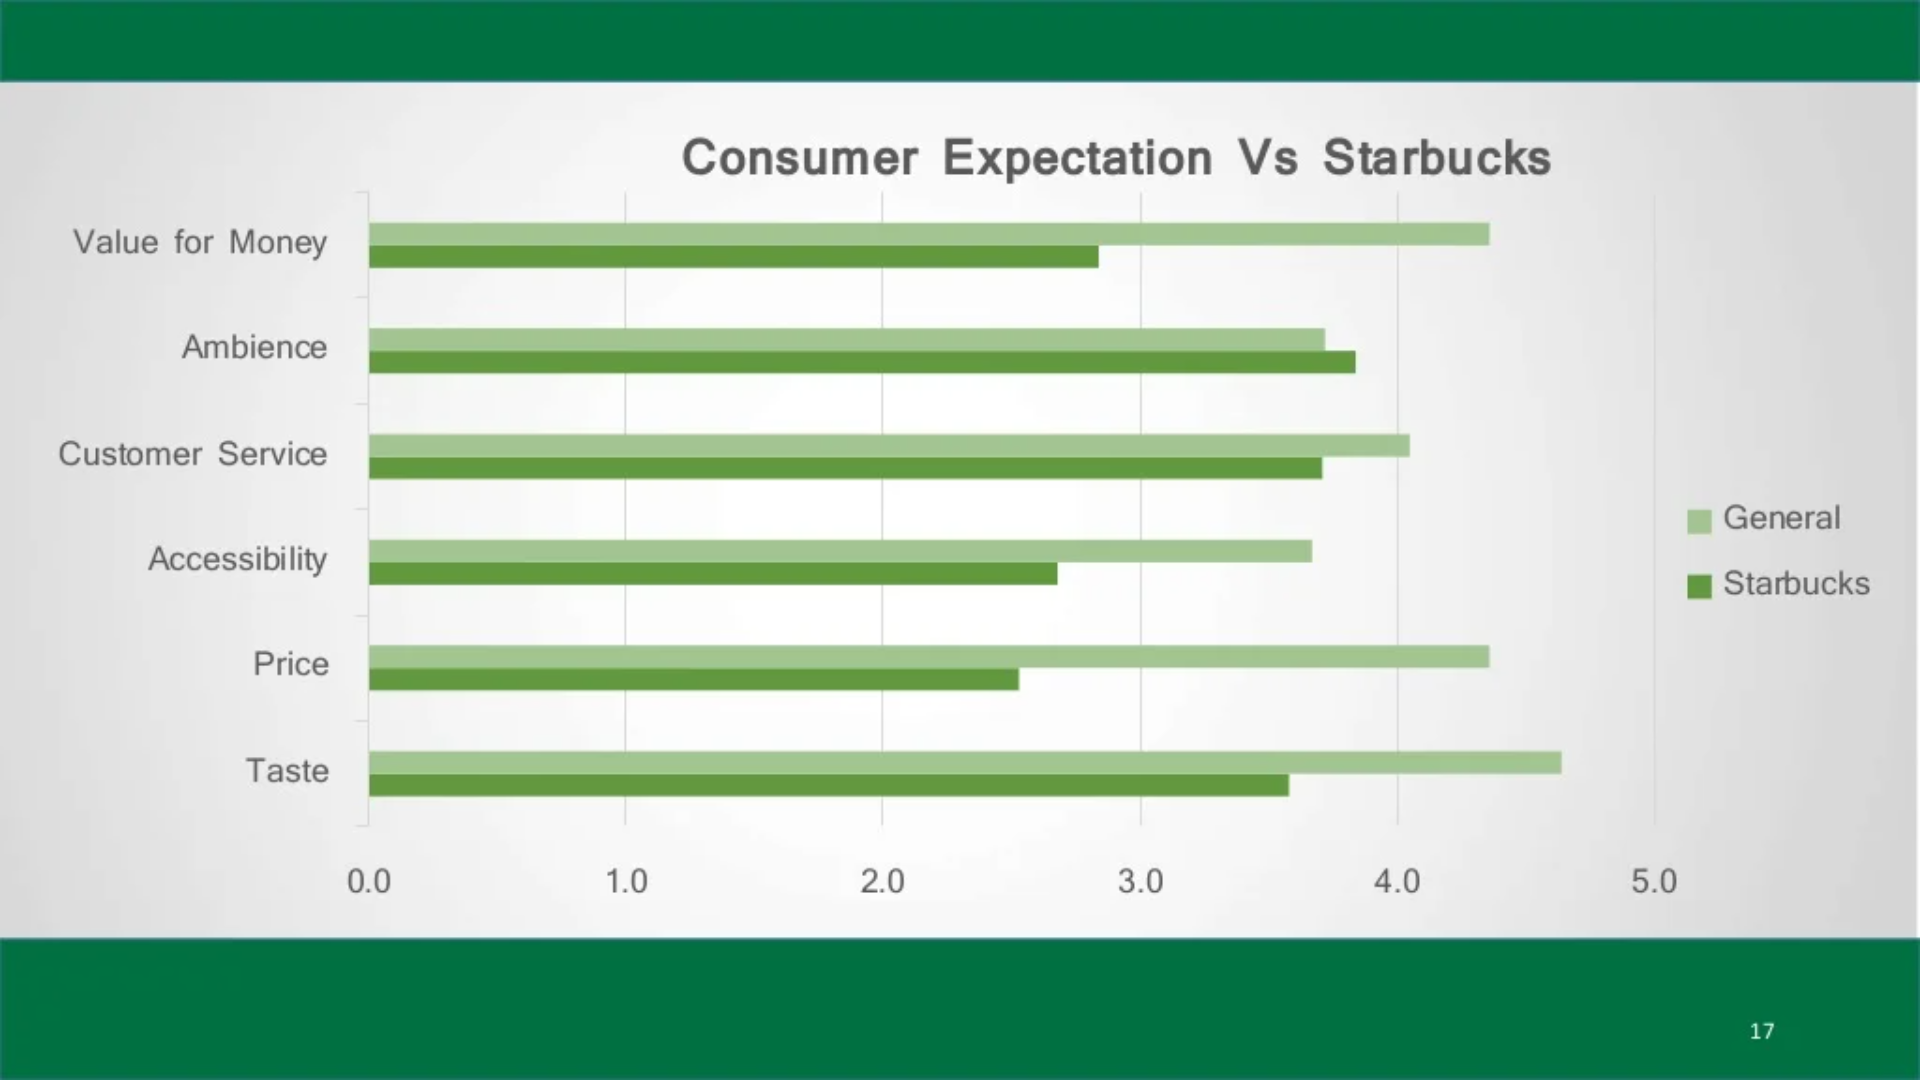 Consumer Expectation Vs Starbucks
Value for Money
Ambience
Customer Service
Accessibility
Price
Taste
General
Starbucks
0.0 1.0 2.0 3.0 4.0 5.0
17